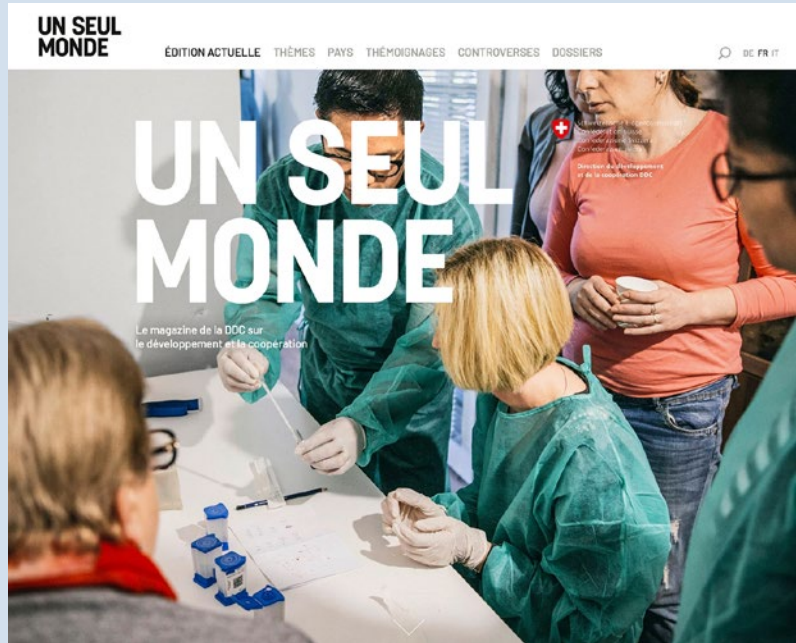 UN SEUL
MONDE
ÉDITION ACTUELLE THÈMES PAYS THÉMOIGNAGES CONTROVERSES DOSSIERS
DE FR IT
UN SEUL
MONDE
Direction du développement
et de la coopération DDC
Le magazine de la DDC sur
le développement et la coopération